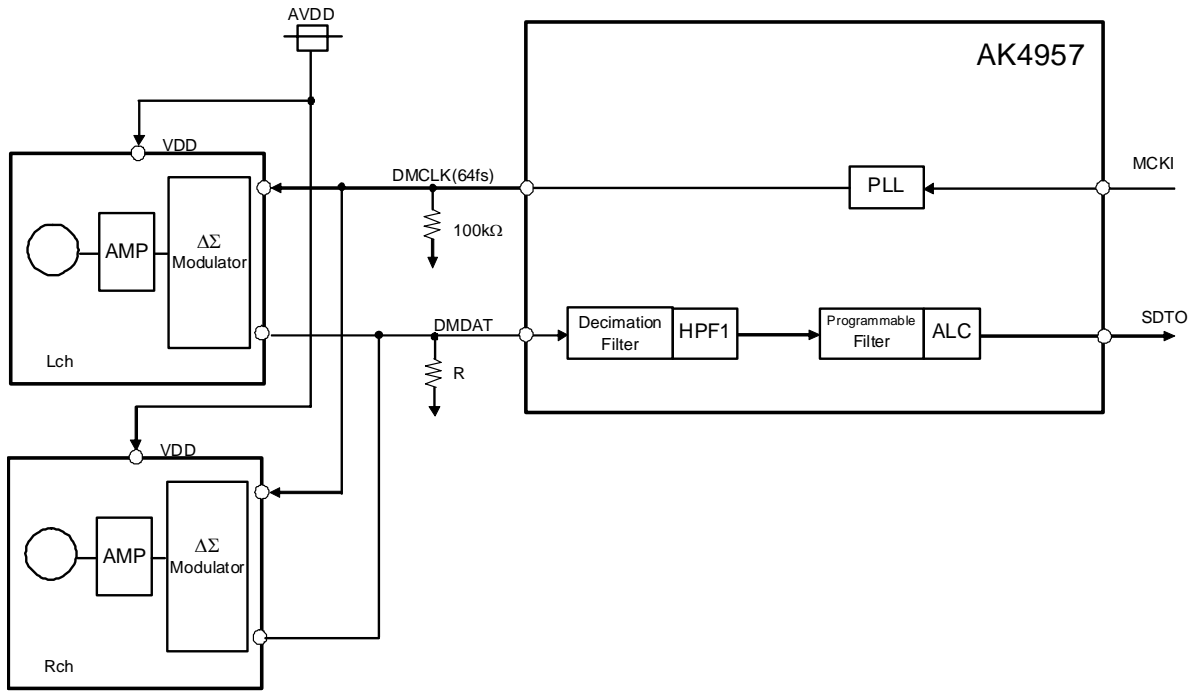 AVDD
AK4957
VDD
DMCLK(64fs)
MCKI
PLL
100kΩ
AMP
ΔΣ
Modulator
Lch
DMDAT
Decimation
Filter
HPF1
Programmable
Filter
ALC
SDTO
R
VDD
AMP
ΔΣ
Modulator
Rch